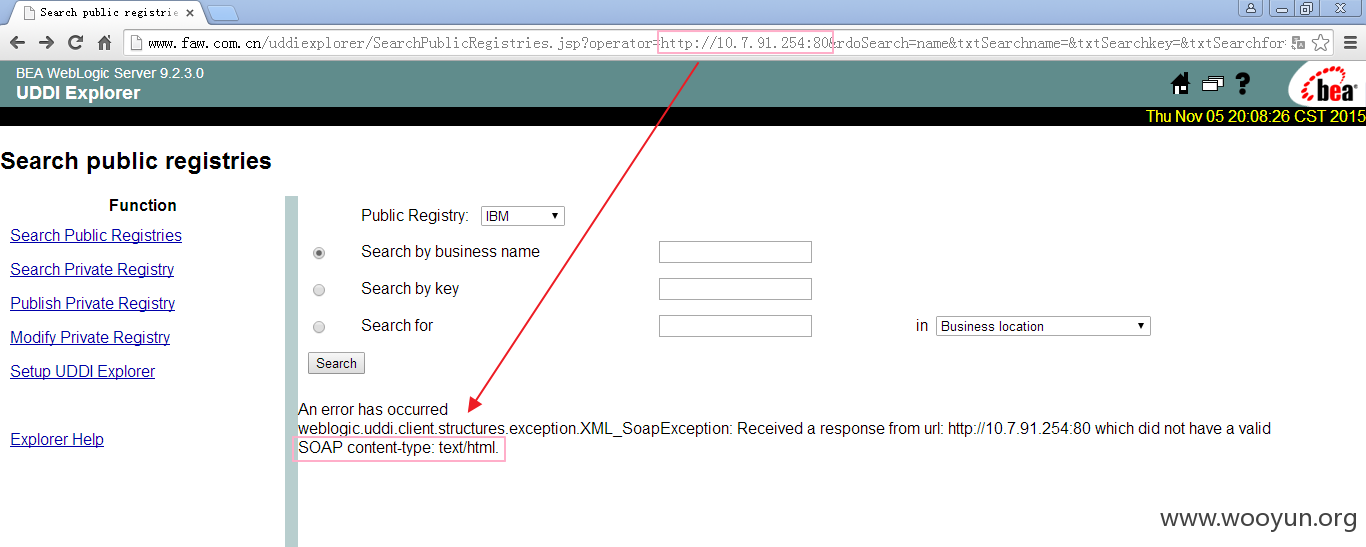 Search public registrie
www.faw.com.cn/uddiexplorer/SearchPublicRegistries.jsp?operator=http://10.7.91.254:80&rdoSearch=name&txtSearchname=&txtSearchkey=&txtSearchfor
BEA WebLogic Server 9.2.3.0
UDDI Explorer
bea
Thu Nov 05 20:08:26 CST 2015
Search public registries
Function
Search Public Registries
Search Private Registry
Publish Private Registry
Modify Private Registry
Setup UDDI Explorer
Explorer Help
Public Registry: IBM
Search by business name
Search by key
Search for in Business location
Search
An error has occurred
weblogic.uddi.client.structures.exception.XML_SoapException: Received a response from url: http://10.7.91.254:80 which did not have a valid
SOAP content-type: text/html.
www.wooyun.org